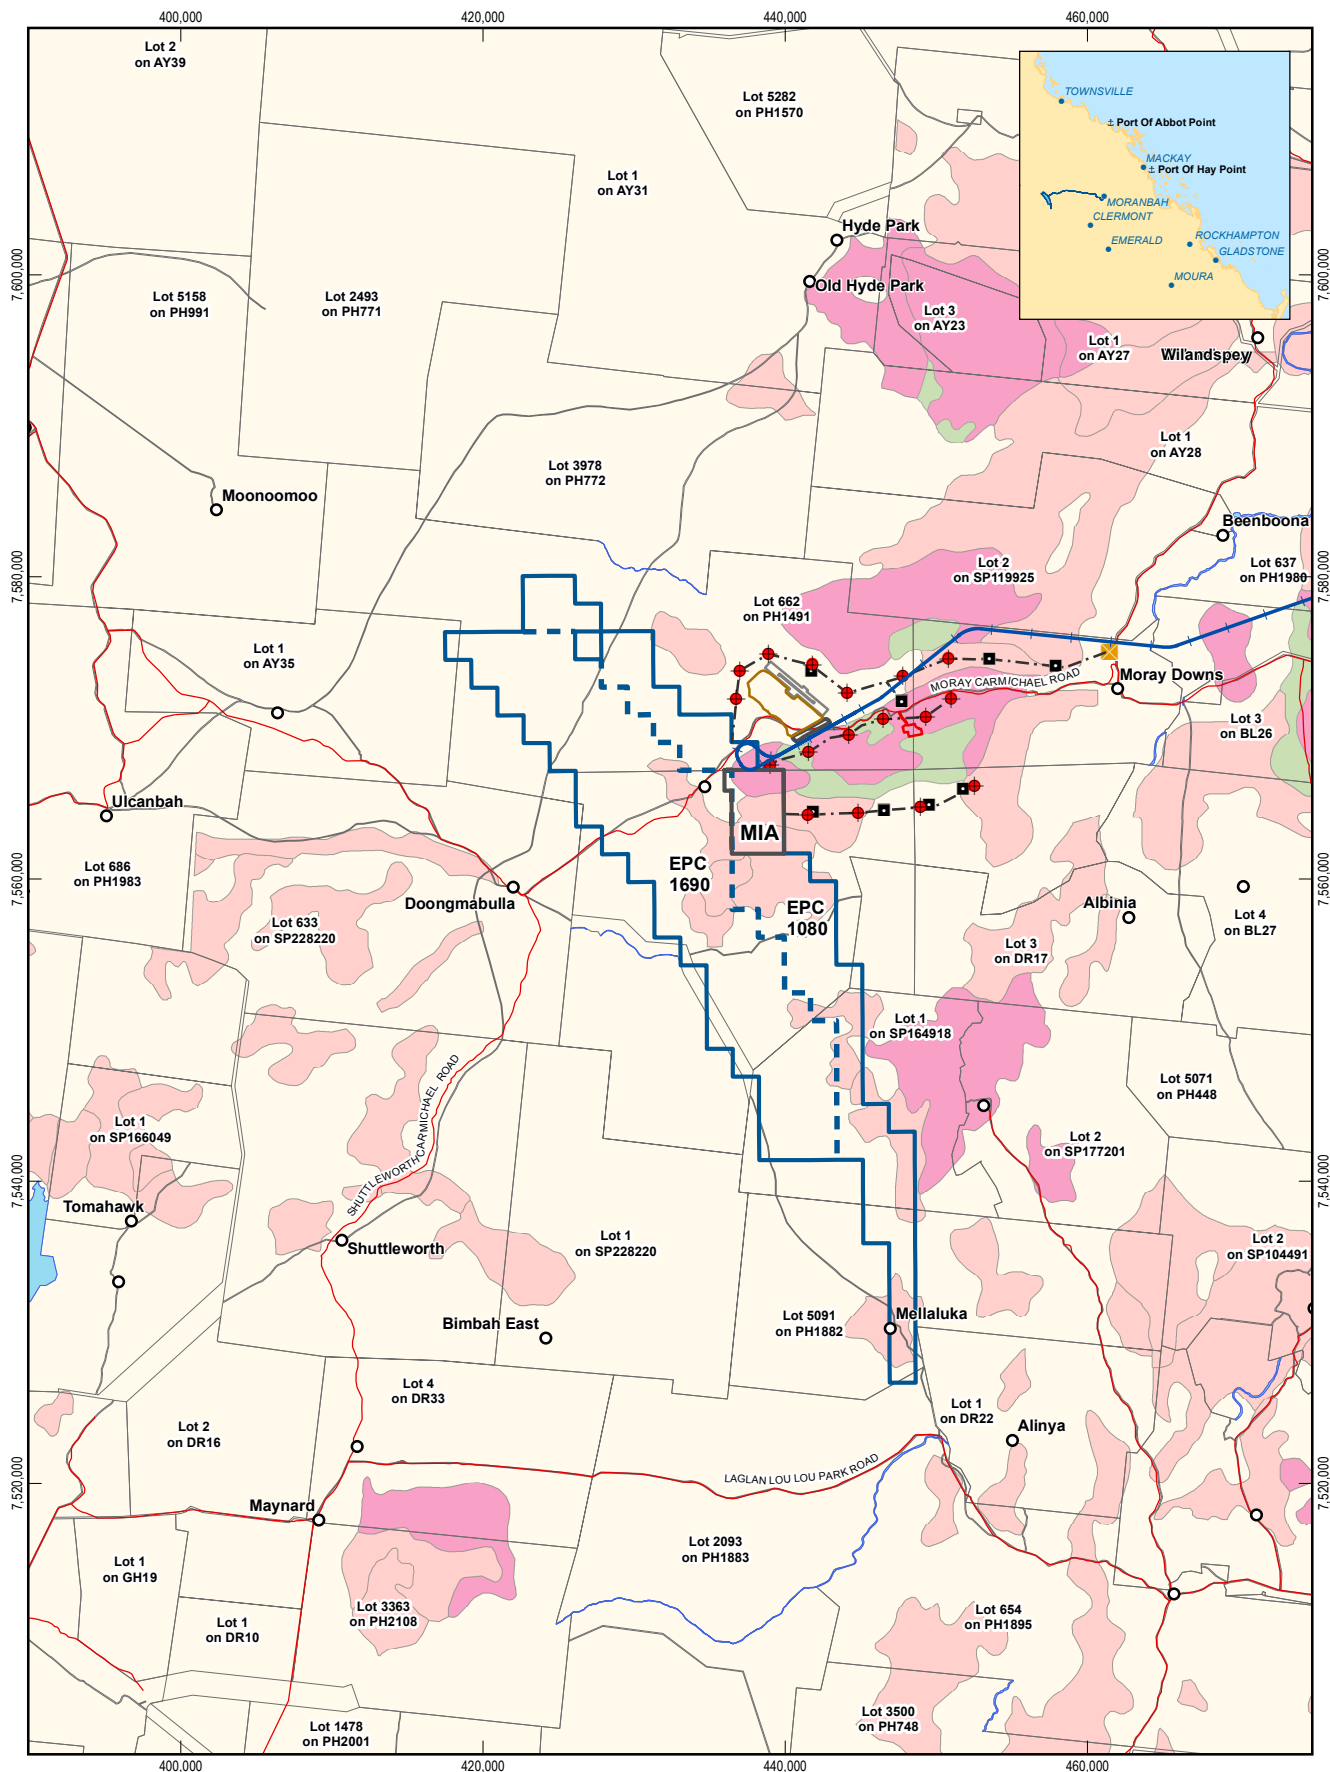 400,000
420,000
440,000
460,000
Lot 2
on AY39
Lot 5282
on PH1570
TOWNSVILLE
Port Of Abbot Point
MACKAY
Port Of Hay Point
MORANBAH
CLERMONT
EMERALD
ROCKHAMPTON
GLADSTONE
MOURA
Lot 1
on AY31
Hyde Park
Old Hyde Park
7,600,000
7,600,000
Lot 5158
on PH991
Lot 2493
on PH771
Lot 3
on AY23
Lot 1
on AY27
Wilandspey
Lot 1
on AY28
Lot 3978
on PH772
Moonoomoo
Beenboona
Lot 2
on SP119925
Lot 637
on PH1980
7,580,000
7,580,000
Lot 662
on PH1491
Lot 1
on AY35
MORAY CARMICHAEL ROAD
Moray Downs
Lot 3
on BL26
Ulcanbah
MIA
Lot 686
on PH1983
EPC
1690
7,560,000
7,560,000
Doongmabulla
EPC
1080
Albinia
Lot 4
on BL27
Lot 633
on SP228220
Lot 3
on DR17
Lot 1
on SP164918
SHUTTLEWORTH CARMICHAEL ROAD
Lot 5071
on PH448
Lot 1
on SP166049
Lot 2
on SP177201
7,540,000
7,540,000
Tomahawk
Shuttleworth
Lot 1
on SP228220
Lot 2
on SP104491
Lot 5091
on PH1882
Mellaluka
Bimbah East
Lot 4
on DR33
Lot 1
on DR22
Alinya
Lot 2
on DR16
LAGLAN LOU LOU PARK ROAD
7,520,000
7,520,000
Maynard
Lot 2093
on PH1883
Lot 1
on GH19
Lot 3363
on PH2108
Lot 654
on PH1895
Lot 1
on DR10
Lot 1478
on PH2001
Lot 3500
on PH748
400,000
420,000
440,000
460,000